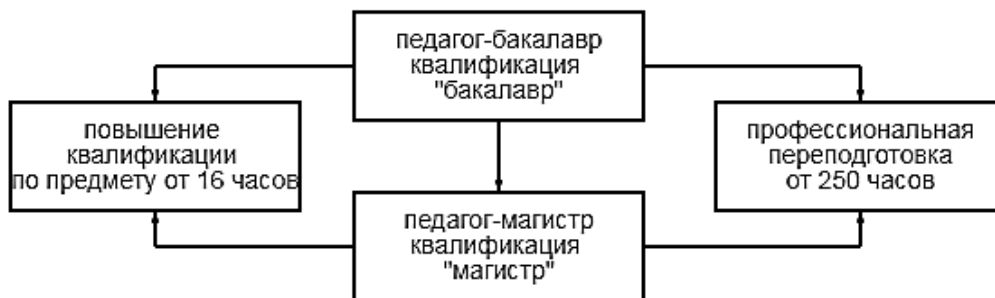 педагог-бакалавр
квалификация
"бакалавр"
повышение
квалификации
по предмету от 16 часов
профессиональная
переподготовка
от 250 часов
педагог-магистр
квалификация
"магистр"